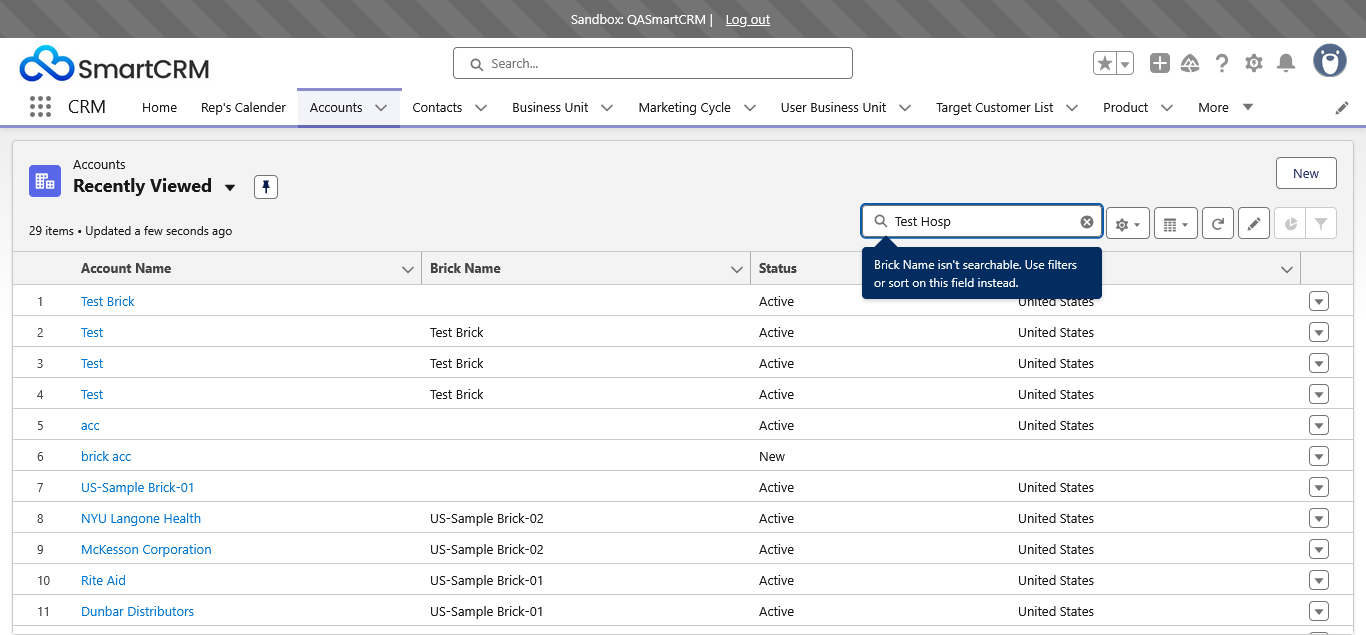 Sandbox: QASmartCRM | Log out
SmartCRM
Search...
CRM Home Rep's Calender Accounts Contacts Business Unit Marketing Cycle User Business Unit Target Customer List Product More
Accounts
Recently Viewed
New
29 items • Updated a few seconds ago
Test Hosp
Brick Name isn't searchable. Use filters
or sort on this field instead.
Account Name Brick Name Status
1 Test Brick Active United States
2 Test Test Brick Active United States
3 Test Test Brick Active United States
4 Test Test Brick Active United States
5 acc Active United States
6 brick acc New
7 US-Sample Brick-01 Active United States
8 NYU Langone Health US-Sample Brick-02 Active United States
9 McKesson Corporation US-Sample Brick-02 Active United States
10 Rite Aid US-Sample Brick-01 Active United States
11 Dunbar Distributors US-Sample Brick-01 Active United States